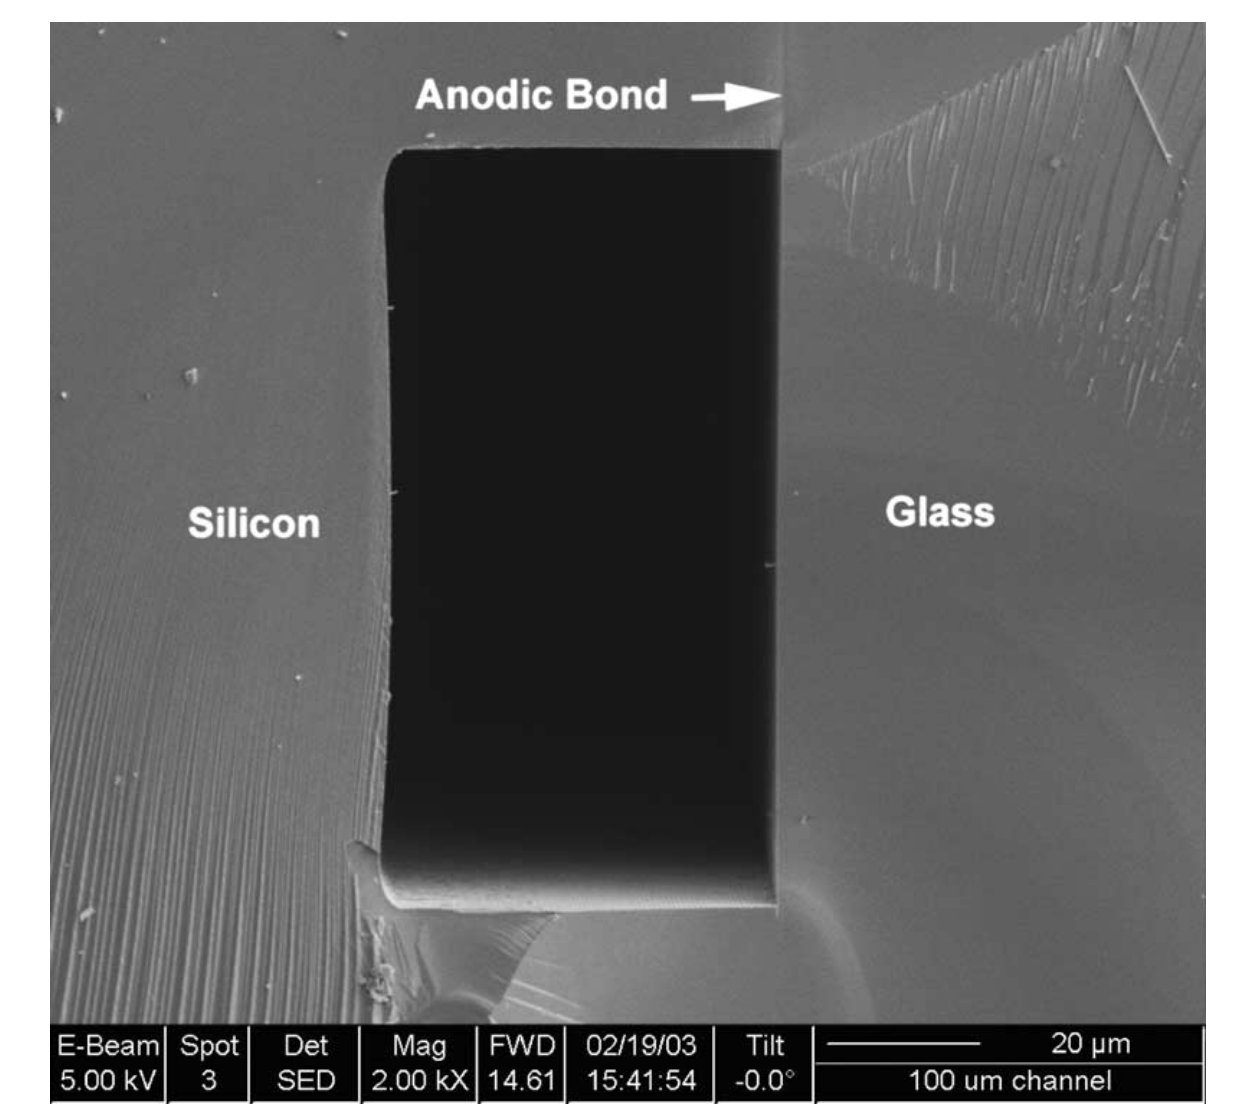 Anodic Bond
Silicon
Glass
E-Beam Spot Det Mag FWD 02/19/03 Tilt 20 µm
5.00 kV 3 SED 2.00 kX 14.61 15:41:54 -0.0° 100 um channel